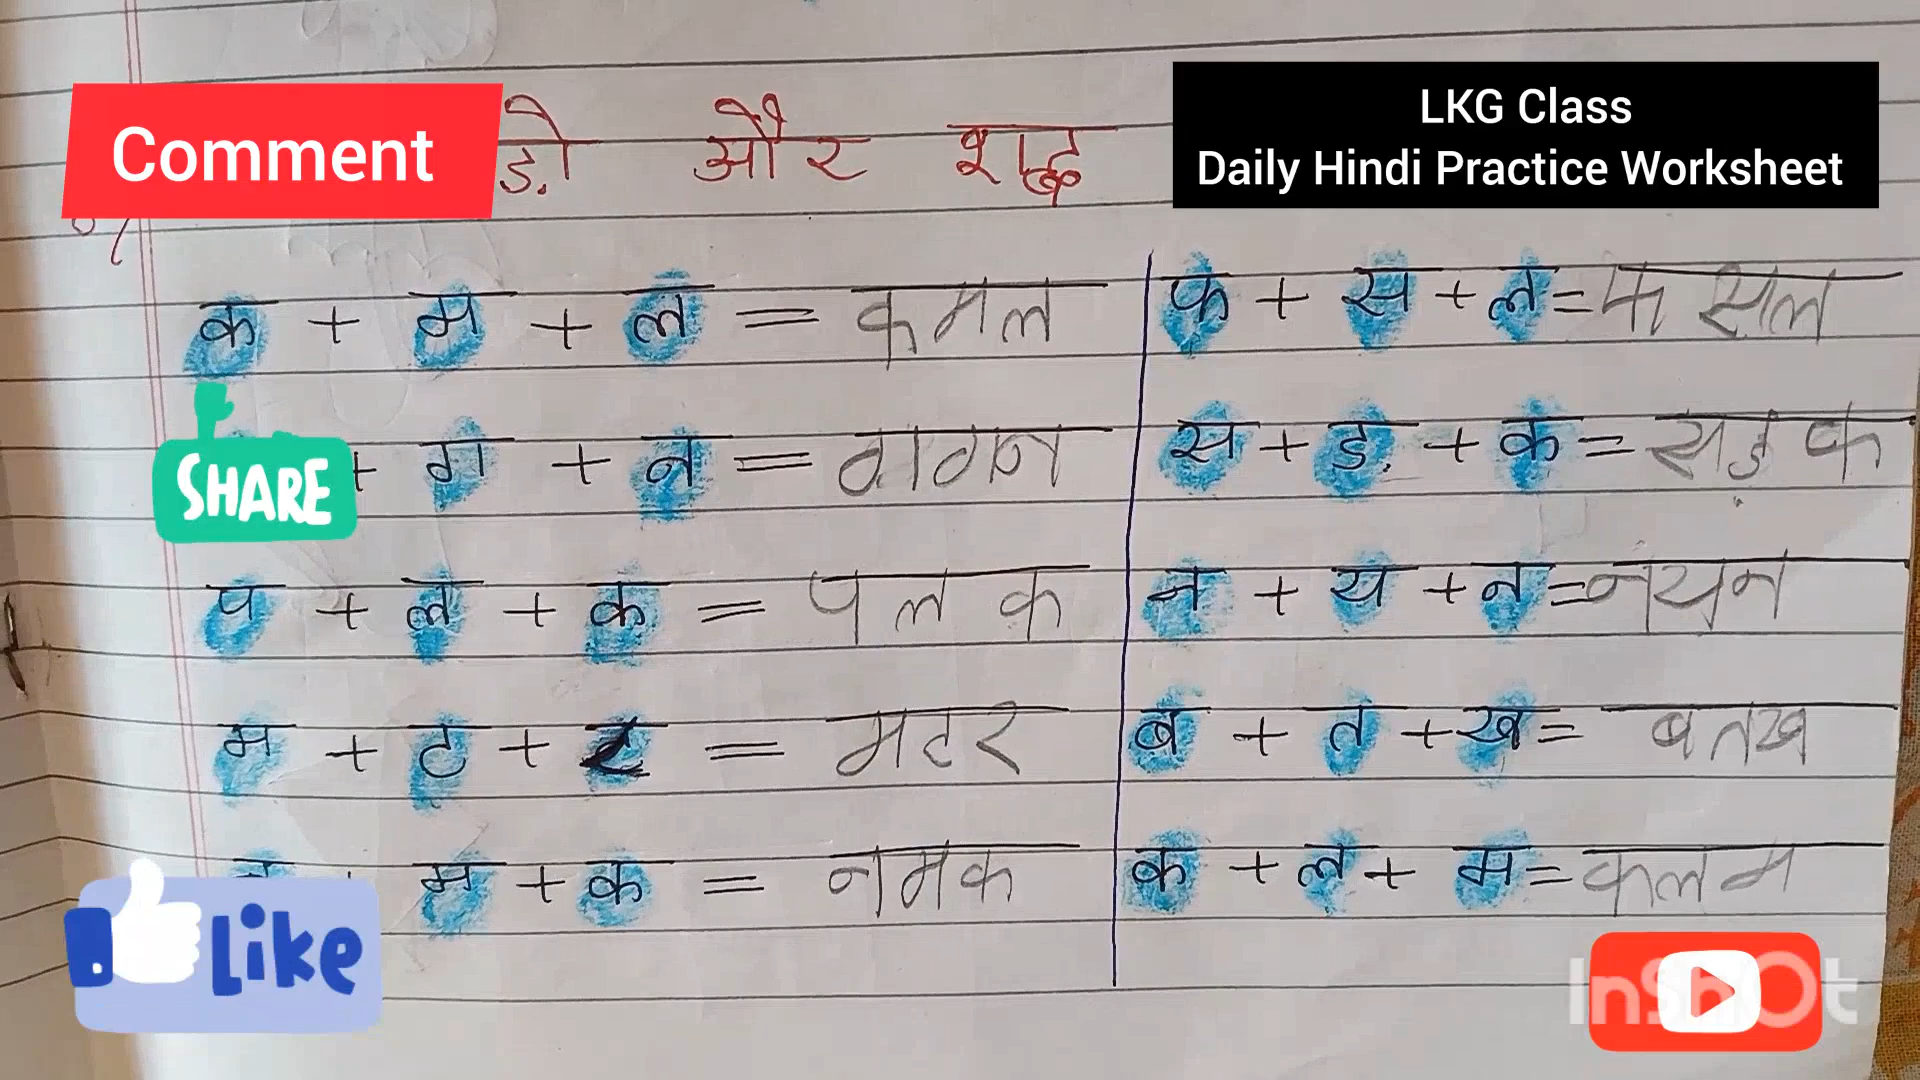 Comment
LKG Class
Daily Hindi Practice Worksheet
ड़ो और शब्द
क + म + ल = कमल
+ ग + न = गगन
SHARE
प + ल + क = पलक
म + ट + र = मटर
म + क = नमक
Like
फ + स + ल = फसल
स + ड़ + क = सड़क
न + य + न = नयन
ब + त + ख = बतख
क + ल + म = कलम
InShOt